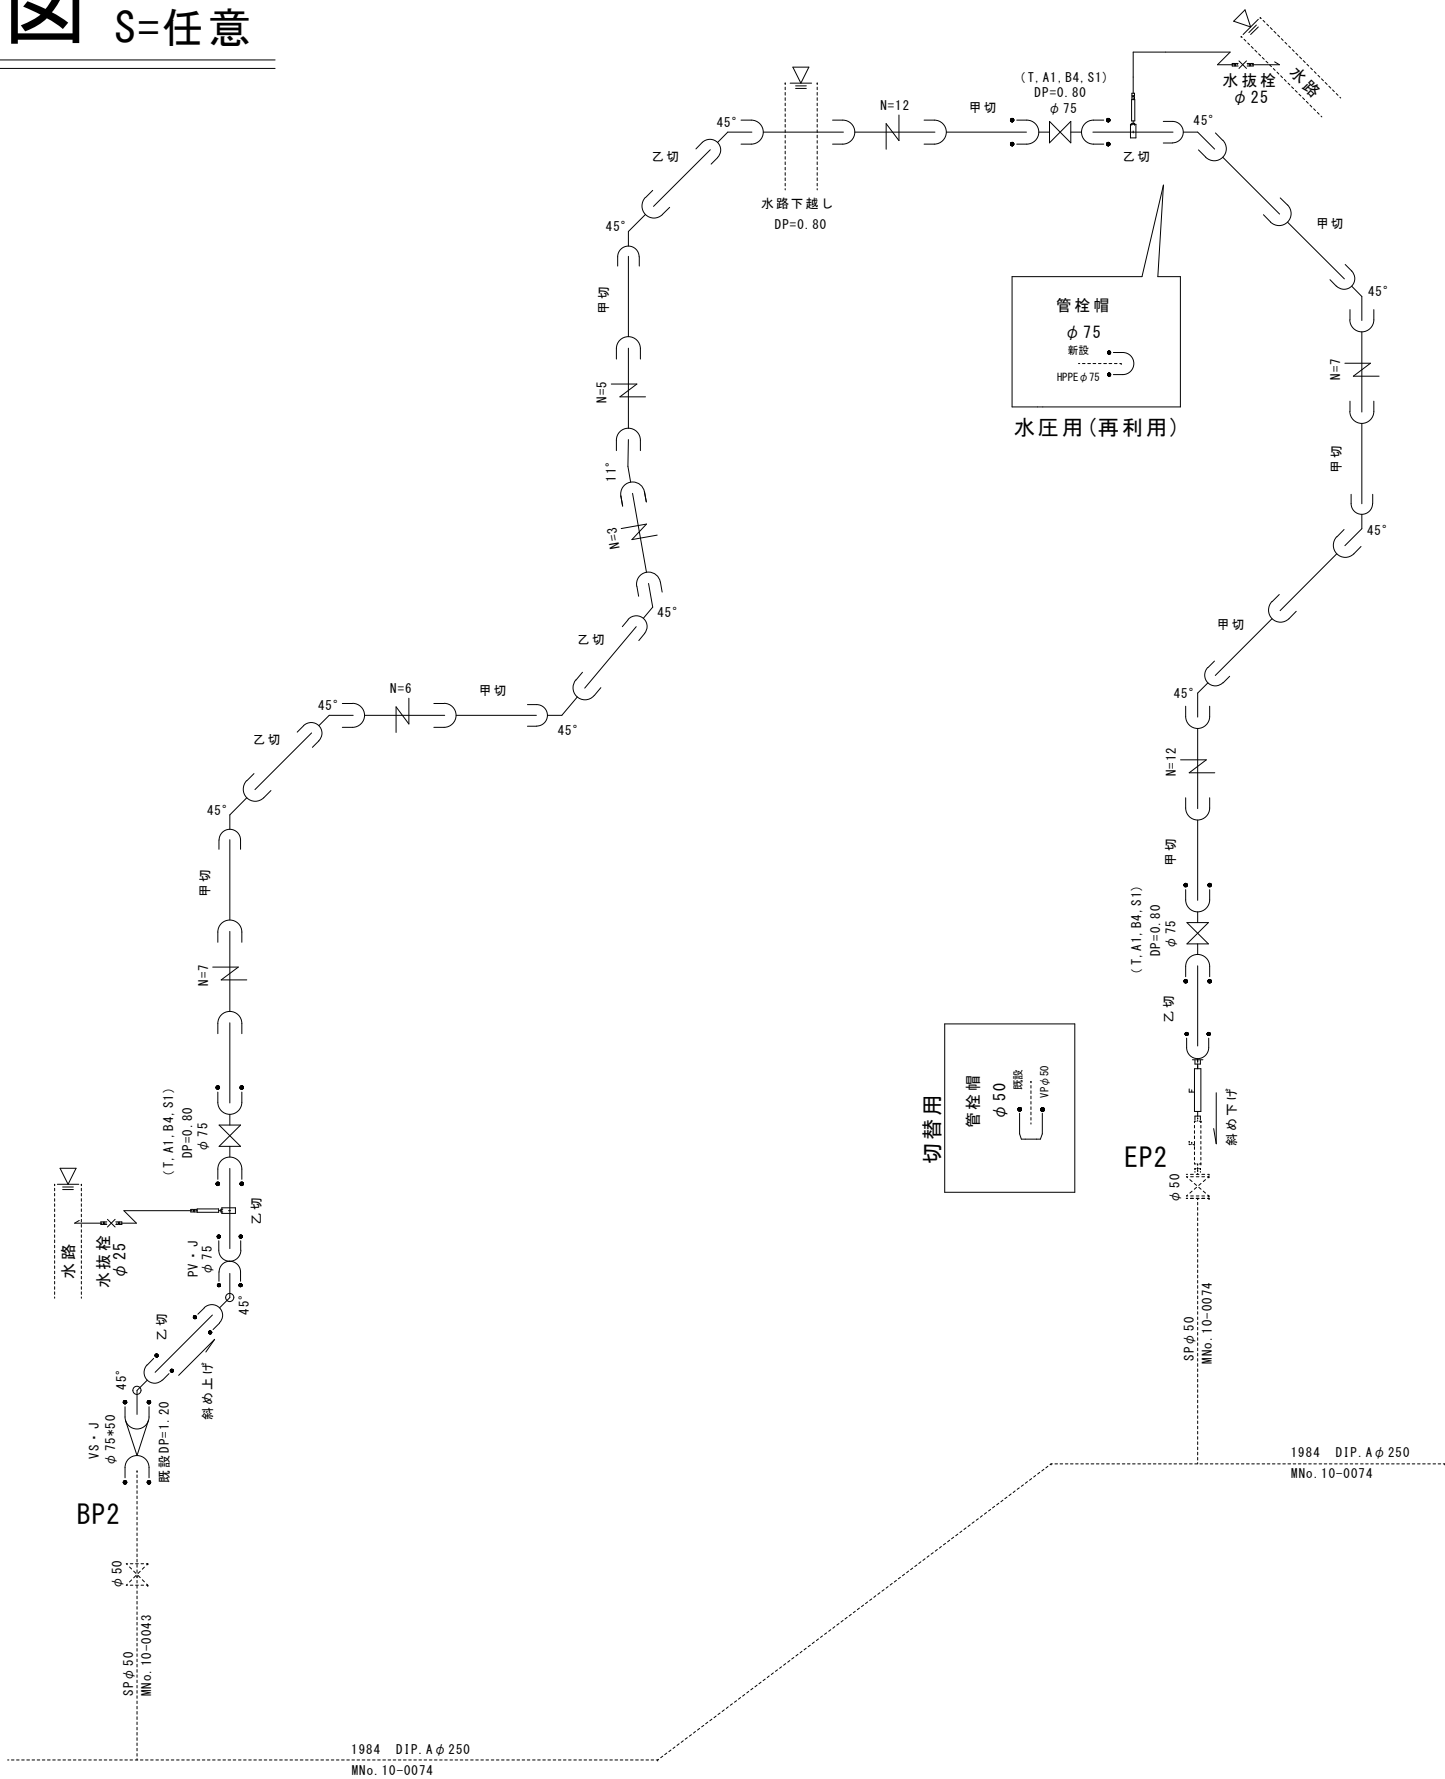 図 S=任意
水路
水抜栓
φ25
(T, A1, B4, S1)
DP=0.80
φ75
N=12
甲切
45°
乙切
45°
乙切
水路下越し
DP=0.80
45°
甲切
甲切
45°
管栓帽
φ75
新設
HPPEφ75
水圧用(再利用)
N=5
N=7
11°
甲切
N=3
45°
45°
乙切
甲切
N=6
甲切
45°
45°
乙切
45°
45°
N=12
甲切
甲切
(T, A1, B4, S1)
DP=0.80
φ75
N=7
乙切
切替用
管栓帽
φ50
既設
VPφ50
F
F
斜め下げ
EP2
φ50
(T, A1, B4, S1)
DP=0.80
φ75
乙切
水路
水抜栓
φ25
PV・J
φ75
45°
乙切
斜め上げ
45°
VS・J
φ75*50
既設DP=1.20
BP2
φ50
SPφ50
MNo.10-0043
SPφ50
MNo.10-0074
1984 DIP.Aφ250
MNo.10-0074
1984 DIP.Aφ250
MNo.10-0074